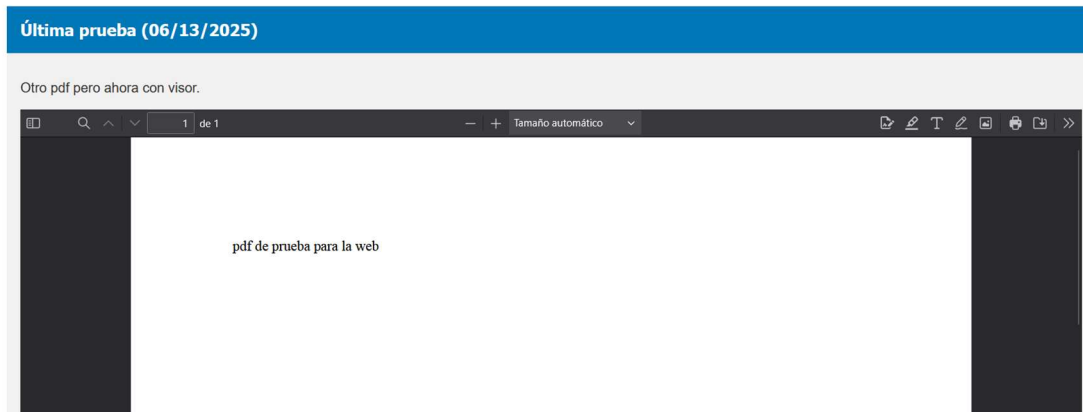 Última prueba (06/13/2025)
Otro pdf pero ahora con visor.
1 de 1 Tamaño automático
pdf de prueba para la web